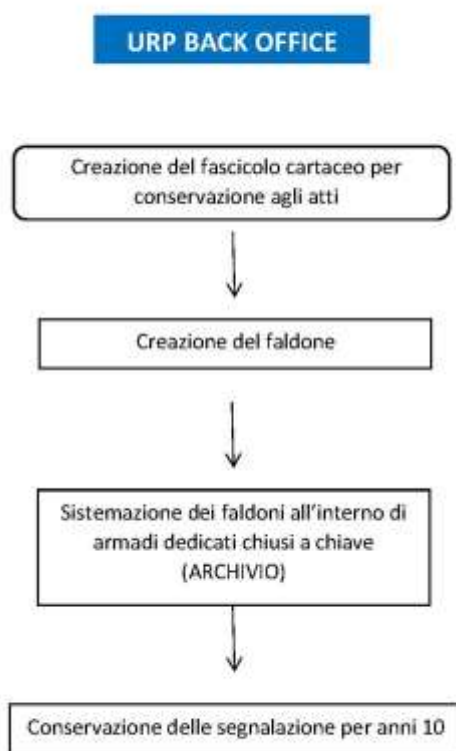 URP BACK OFFICE
Creazione del fascicolo cartaceo per
conservazione agli atti
Creazione del faldone
Sistemazione dei faldoni all'interno di
armadi dedicati chiusi a chiave
(ARCHIVIO)
Conservazione delle segnalazione per anni 10